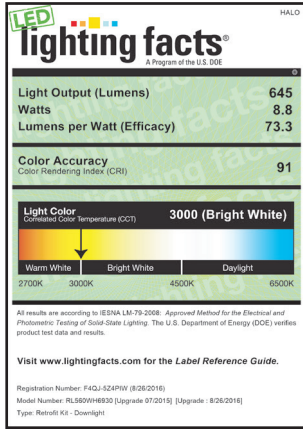 HALO
LED
lighting facts®
A Program of the U.S. DOE
Light Output (Lumens) 645
Watts 8.8
Lumens per Watt (Efficacy) 73.3
Color Accuracy 91
Color Rendering Index (CRI)
Light Color
Correlated Color Temperature (CCT) 3000 (Bright White)
Warm White Bright White Daylight
2700K 3000K 4500K 6500K
All results are according to IESNA LM-79-2008: Approved Method for the Electrical and
Photometric Testing of Solid-State Lighting. The U.S. Department of Energy (DOE) verifies
product test data and results.
Visit www.lightingfacts.com for the Label Reference Guide.
Registration Number: F4QJ-5Z4PIW (8/26/2016)
Model Number: RL560WH6930 [Upgrade 07/2015] [Upgrade : 8/26/2016]
Type: Retrofit Kit - Downlight